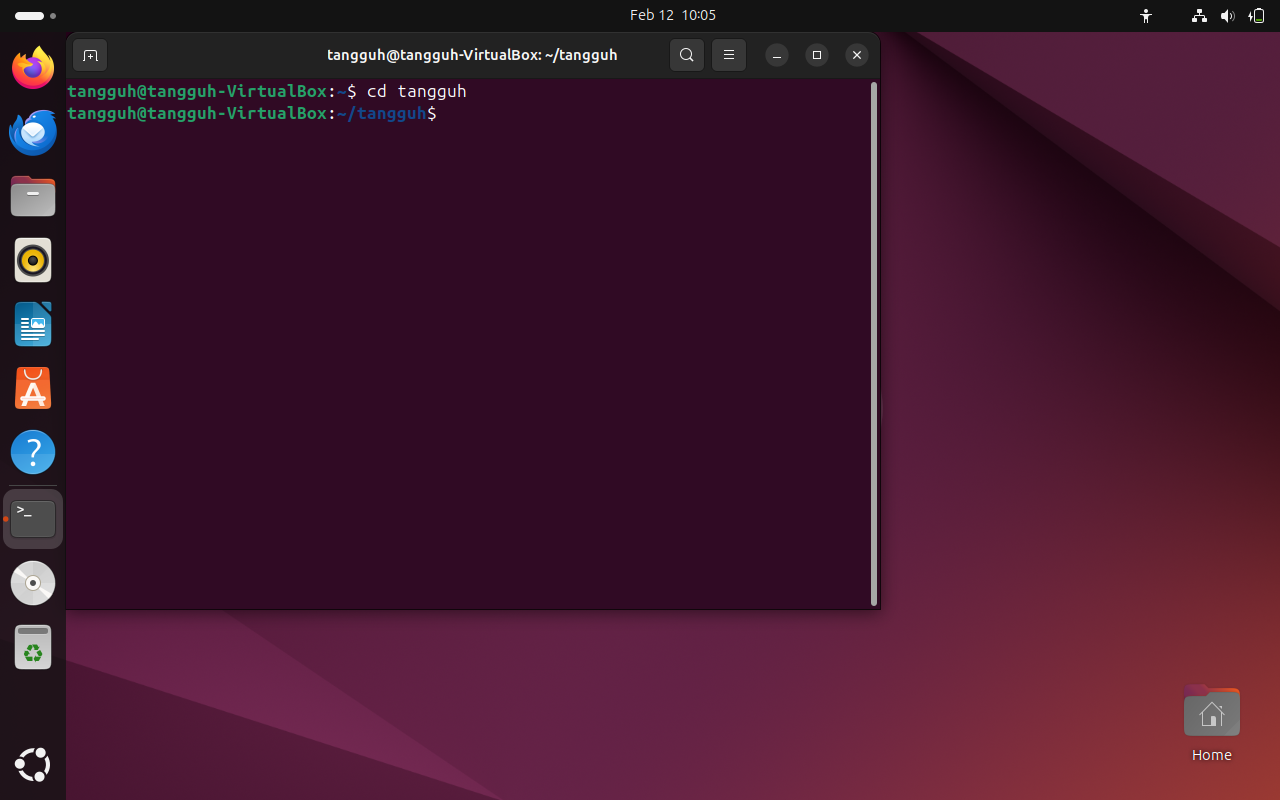 Feb 12 10:05
tangguh@tangguh-VirtualBox: ~/tangguh
tangguh@tangguh-VirtualBox:~$ cd tangguh
tangguh@tangguh-VirtualBox:~/tangguh$
>_
Home